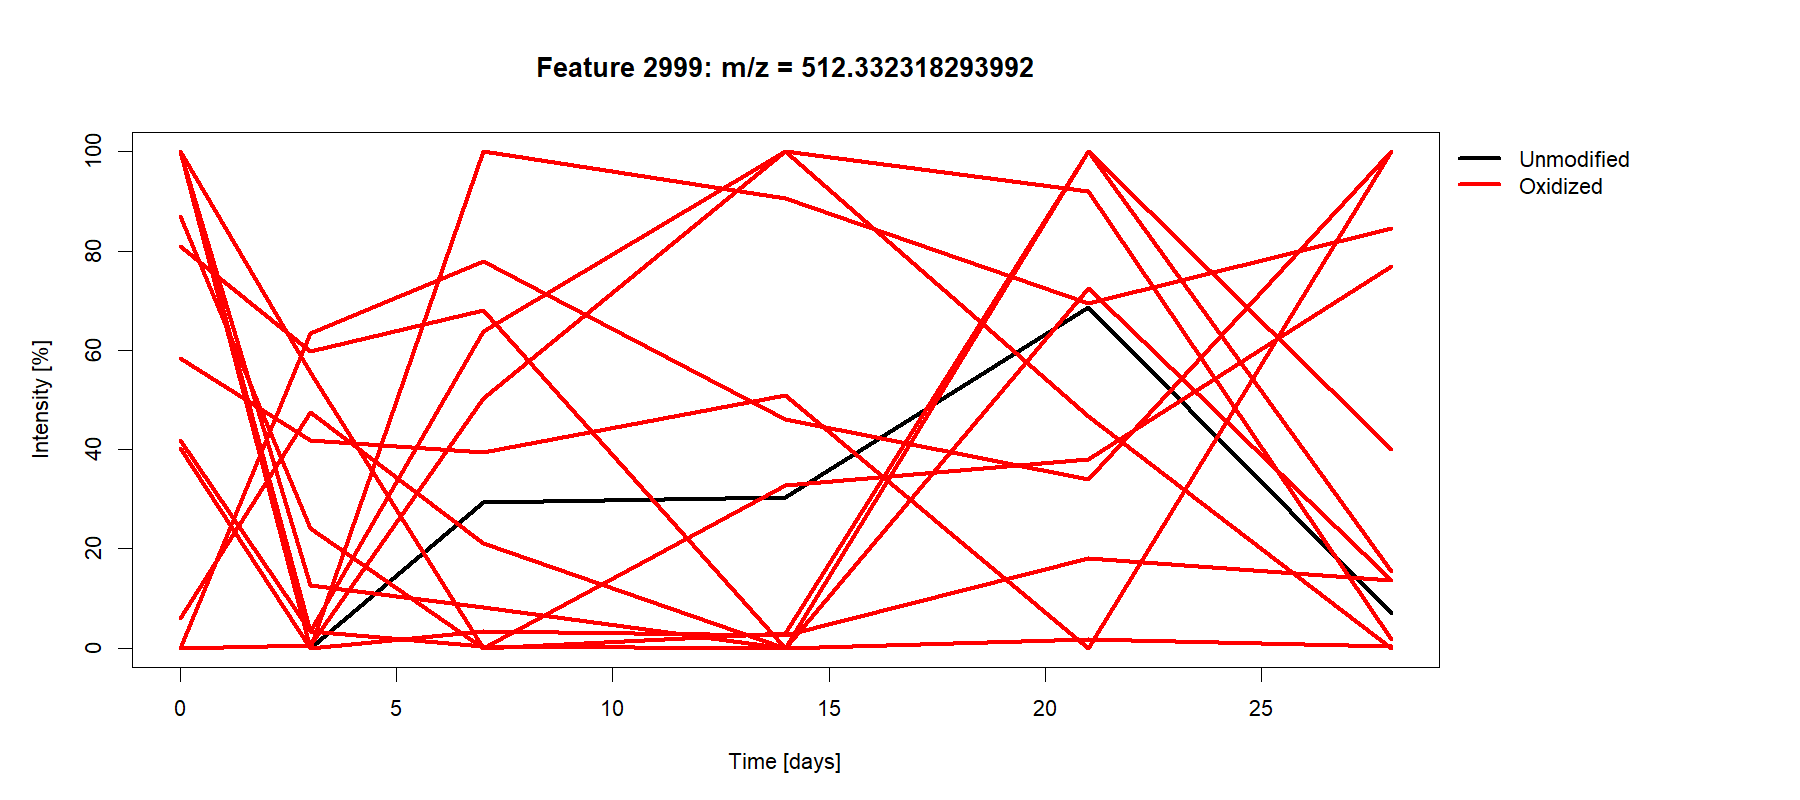 Feature 2999: m/z = 512.332318293992
Unmodified
Oxidized
100
80
60
40
20
0
Intensity [%]
0 5 10 15 20 25
Time [days]